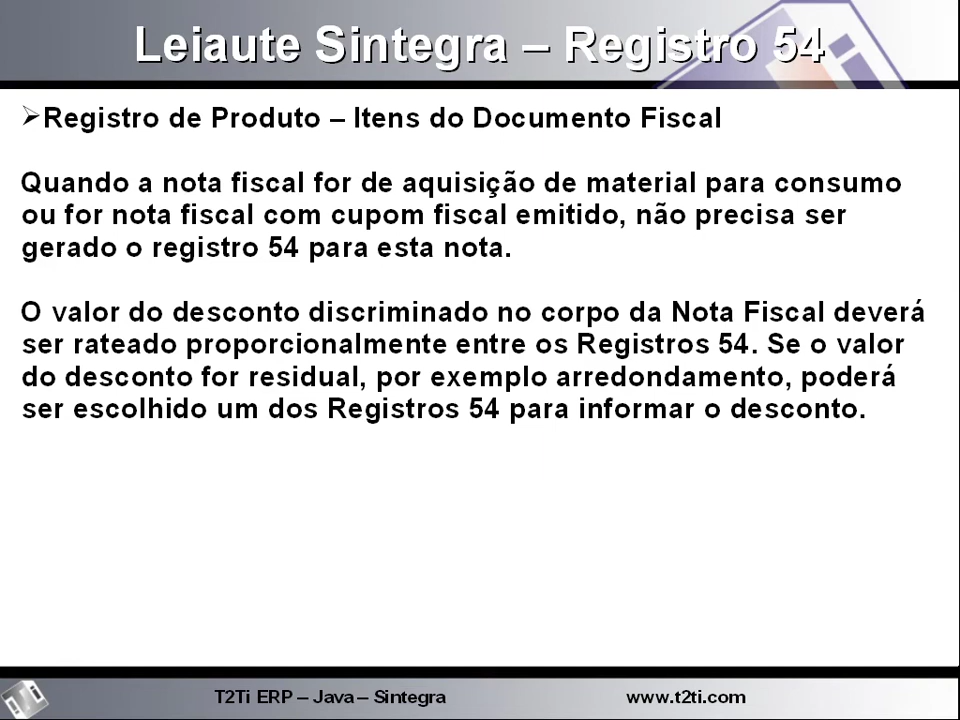 Leiaute Sintegra – Registro 54
Registro de Produto – Itens do Documento Fiscal
Quando a nota fiscal for de aquisição de material para consumo
ou for nota fiscal com cupom fiscal emitido, não precisa ser
gerado o registro 54 para esta nota.
O valor do desconto discriminado no corpo da Nota Fiscal deverá
ser rateado proporcionalmente entre os Registros 54. Se o valor
do desconto for residual, por exemplo arredondamento, poderá
ser escolhido um dos Registros 54 para informar o desconto.
T2Ti ERP – Java – Sintegra www.t2ti.com